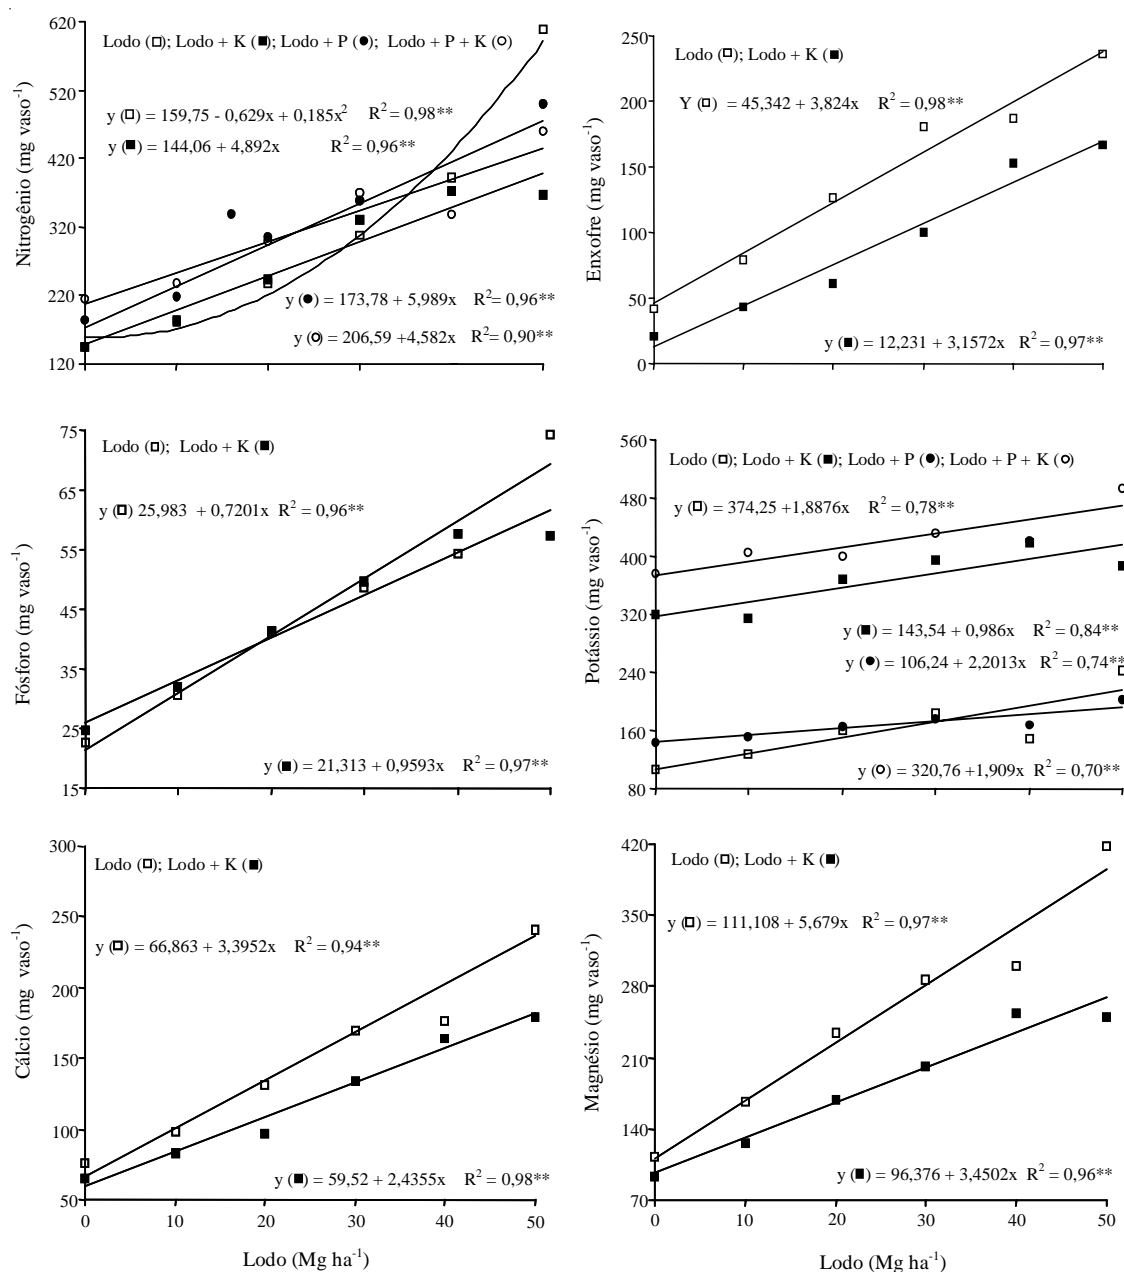 620
520
420
320
220
120
Nitrogênio (mg vaso⁻¹)
Lodo (□); Lodo + K (■); Lodo + P (●); Lodo + P + K (○)
y (□) = 159,75 - 0,629x + 0,185x² R² = 0,98**
y (■) = 144,06 + 4,892x R² = 0,96**
y (●) = 173,78 + 5,989x R² = 0,96**
y (○) = 206,59 +4,582x R² = 0,90**
250
200
150
100
50
0
Enxofre (mg vaso⁻¹)
Lodo (□); Lodo + K (■)
Y (□) = 45,342 + 3,824x R² = 0,98**
y (■) = 12,231 + 3,1572x R² = 0,97**
75
65
55
45
35
25
15
Fósforo (mg vaso⁻¹)
Lodo (□); Lodo + K (■)
y (□) 25,983 + 0,7201x R² = 0,96**
y (■) = 21,313 + 0,9593x R² = 0,97**
560
480
400
320
240
160
80
Potássio (mg vaso⁻¹)
Lodo (□); Lodo + K (■); Lodo + P (●); Lodo + P + K (○)
y (□) = 374,25 +1,8876x R² = 0,78**
y (■) = 143,54 + 0,986x R² = 0,84**
y (●) = 106,24 + 2,2013x R² = 0,74**
y (○) = 320,76 +1,909x R² = 0,70**
300
250
200
150
100
50
Cálcio (mg vaso⁻¹)
Lodo (□); Lodo + K (■)
y (□) = 66,863 + 3,3952x R² = 0,94**
y (■) = 59,52 + 2,4355x R² = 0,98**
0 10 20 30 40 50
Lodo (Mg ha⁻¹)
420
350
280
210
140
70
Magnésio (mg vaso⁻¹)
Lodo (□); Lodo + K (■)
y (□) = 111,108 + 5,679x R² = 0,97**
y (■) = 96,376 + 3,4502x R² = 0,96**
0 10 20 30 40 50
Lodo (Mg ha⁻¹)